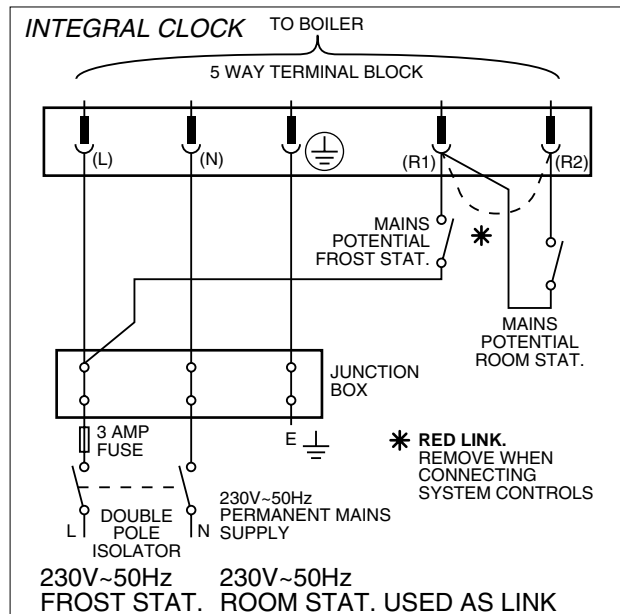 INTEGRAL CLOCK
TO BOILER
5 WAY TERMINAL BLOCK
(L)
(N)
(R1)
(R2)
MAINS
POTENTIAL
FROST STAT.
MAINS
POTENTIAL
ROOM STAT.
JUNCTION
BOX
3 AMP
FUSE
E
RED LINK.
REMOVE WHEN
CONNECTING
SYSTEM CONTROLS
L
DOUBLE
POLE
ISOLATOR
N
230V~50Hz
PERMANENT MAINS
SUPPLY
230V~50Hz
FROST STAT.
230V~50Hz
ROOM STAT. USED AS LINK